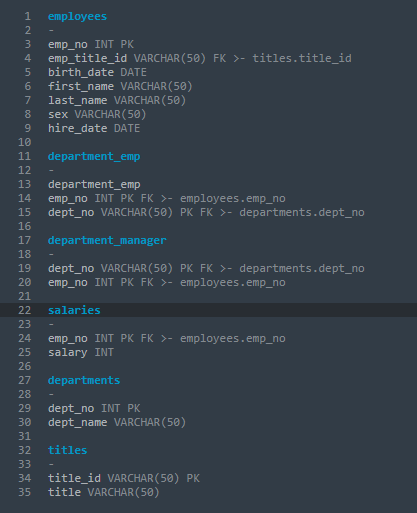 1 employees
2 -
3 emp_no INT PK
4 emp_title_id VARCHAR(50) FK >- titles.title_id
5 birth_date DATE
6 first_name VARCHAR(50)
7 last_name VARCHAR(50)
8 sex VARCHAR(50)
9 hire_date DATE
10
11 department_emp
12 -
13 department_emp
14 emp_no INT PK FK >- employees.emp_no
15 dept_no VARCHAR(50) PK FK >- departments.dept_no
16
17 department_manager
18 -
19 dept_no VARCHAR(50) PK FK >- departments.dept_no
20 emp_no INT PK FK >- employees.emp_no
21
22 salaries
23 -
24 emp_no INT PK FK >- employees.emp_no
25 salary INT
26
27 departments
28 -
29 dept_no INT PK
30 dept_name VARCHAR(50)
31
32 titles
33 -
34 title_id VARCHAR(50) PK
35 title VARCHAR(50)